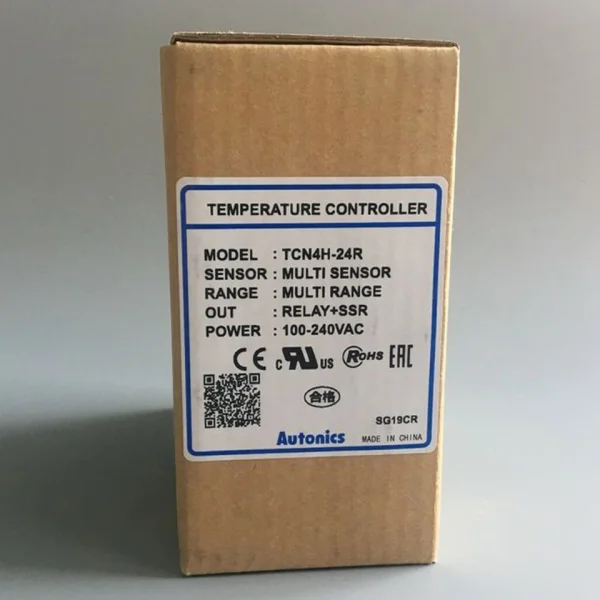 TEMPERATURE CONTROLLER
MODEL : TCN4H-24R
SENSOR : MULTI SENSOR
RANGE : MULTI RANGE
OUT : RELAY+SSR
POWER : 100-240VAC
CE c RU US RoHS EAC
合格
SG19CR
Autonics MADE IN CHINA